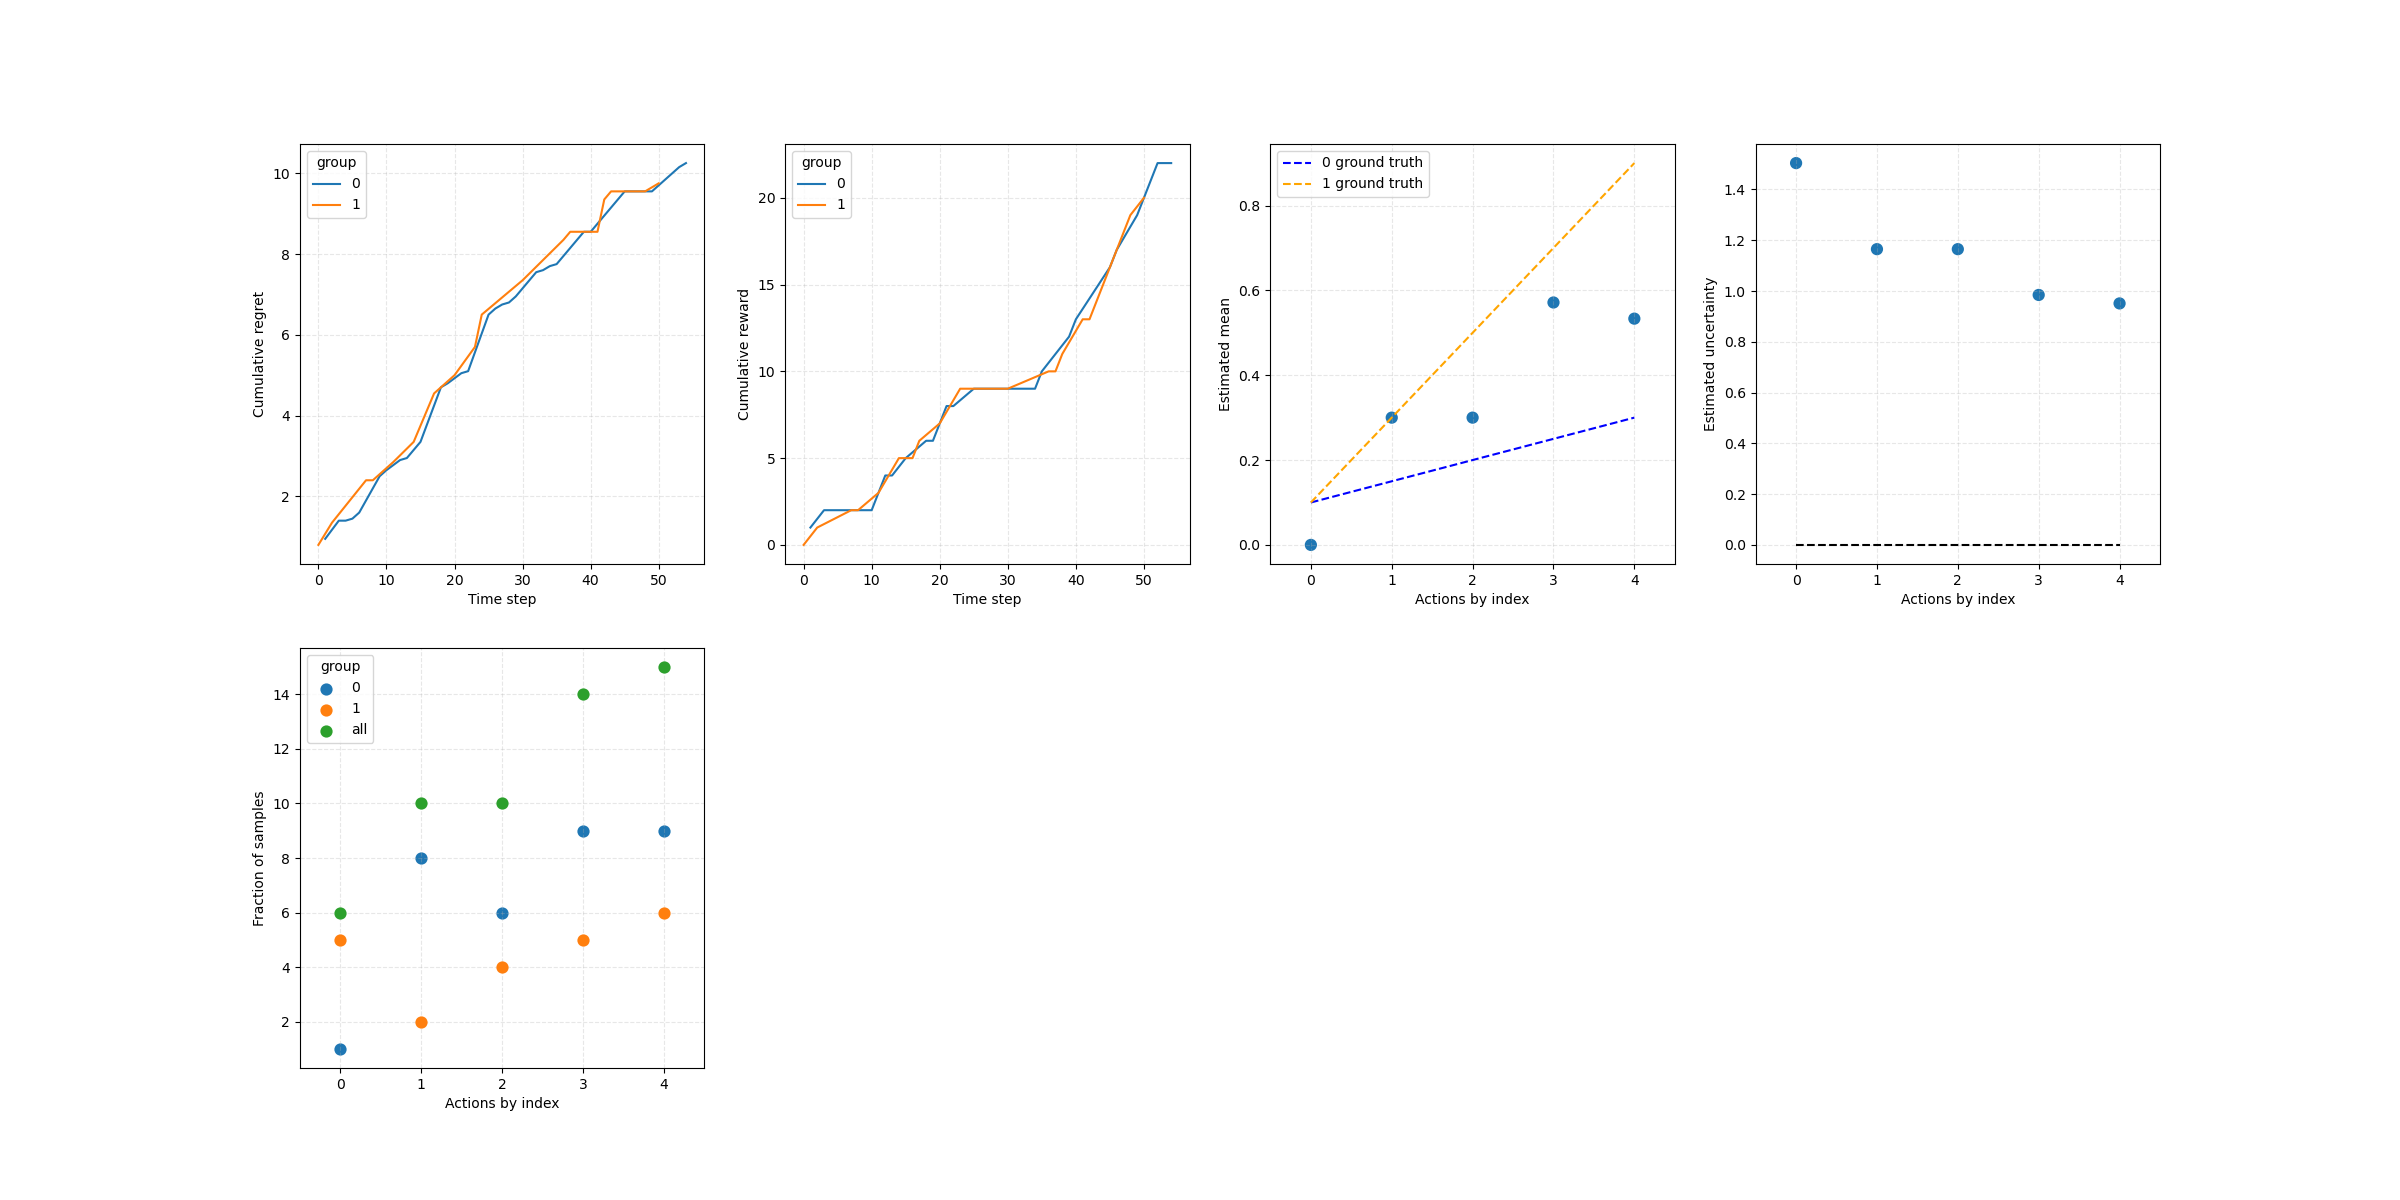 group
0
1
10
8
6
4
2
Cumulative regret
0 10 20 30 40 50
Time step
group
0
1
20
15
10
5
0
Cumulative reward
0 10 20 30 40 50
Time step
0 ground truth
1 ground truth
0.8
0.6
0.4
0.2
0.0
Estimated mean
0 1 2 3 4
Actions by index
1.4
1.2
1.0
0.8
0.6
0.4
0.2
0.0
Estimated uncertainty
0 1 2 3 4
Actions by index
group
0
1
all
14
12
10
8
6
4
2
Fraction of samples
0 1 2 3 4
Actions by index